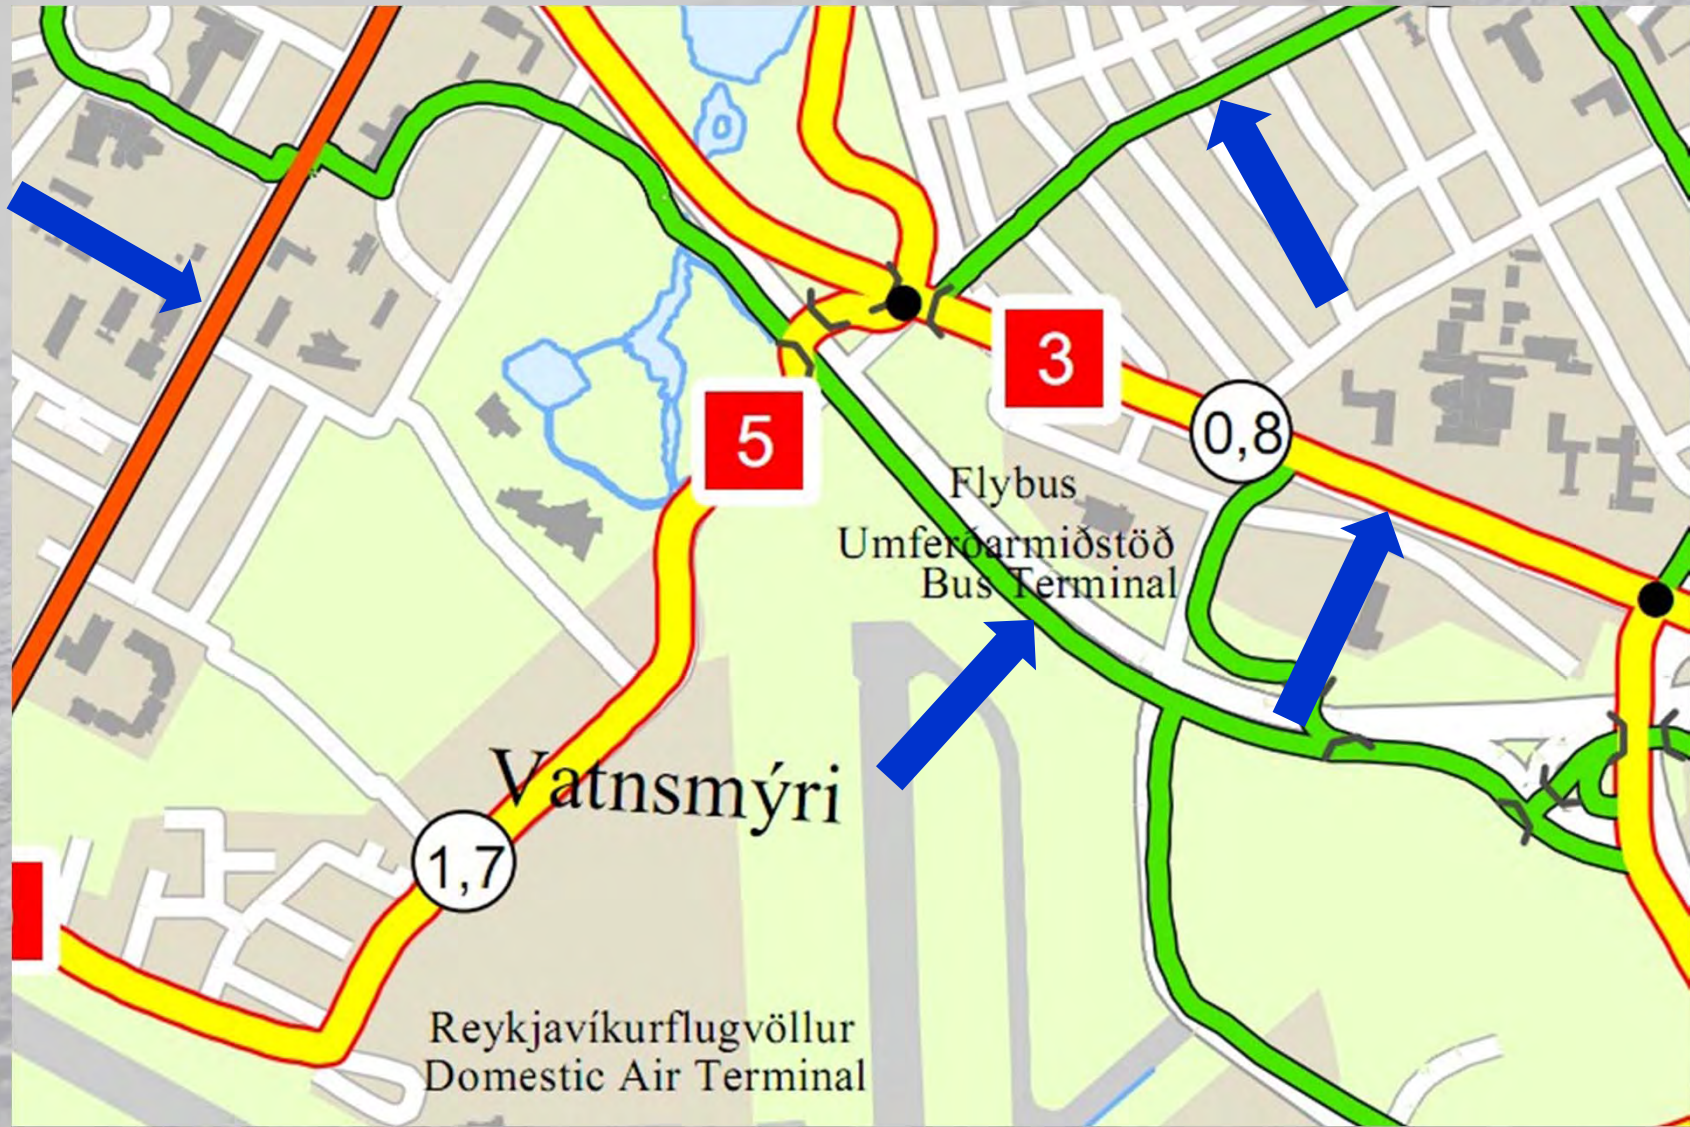 3
0,8
5
Flybus
Umferðarmiðstöð
Bus Terminal
Vatnsmýri
1,7
Reykjavíkurflugvöllur
Domestic Air Terminal